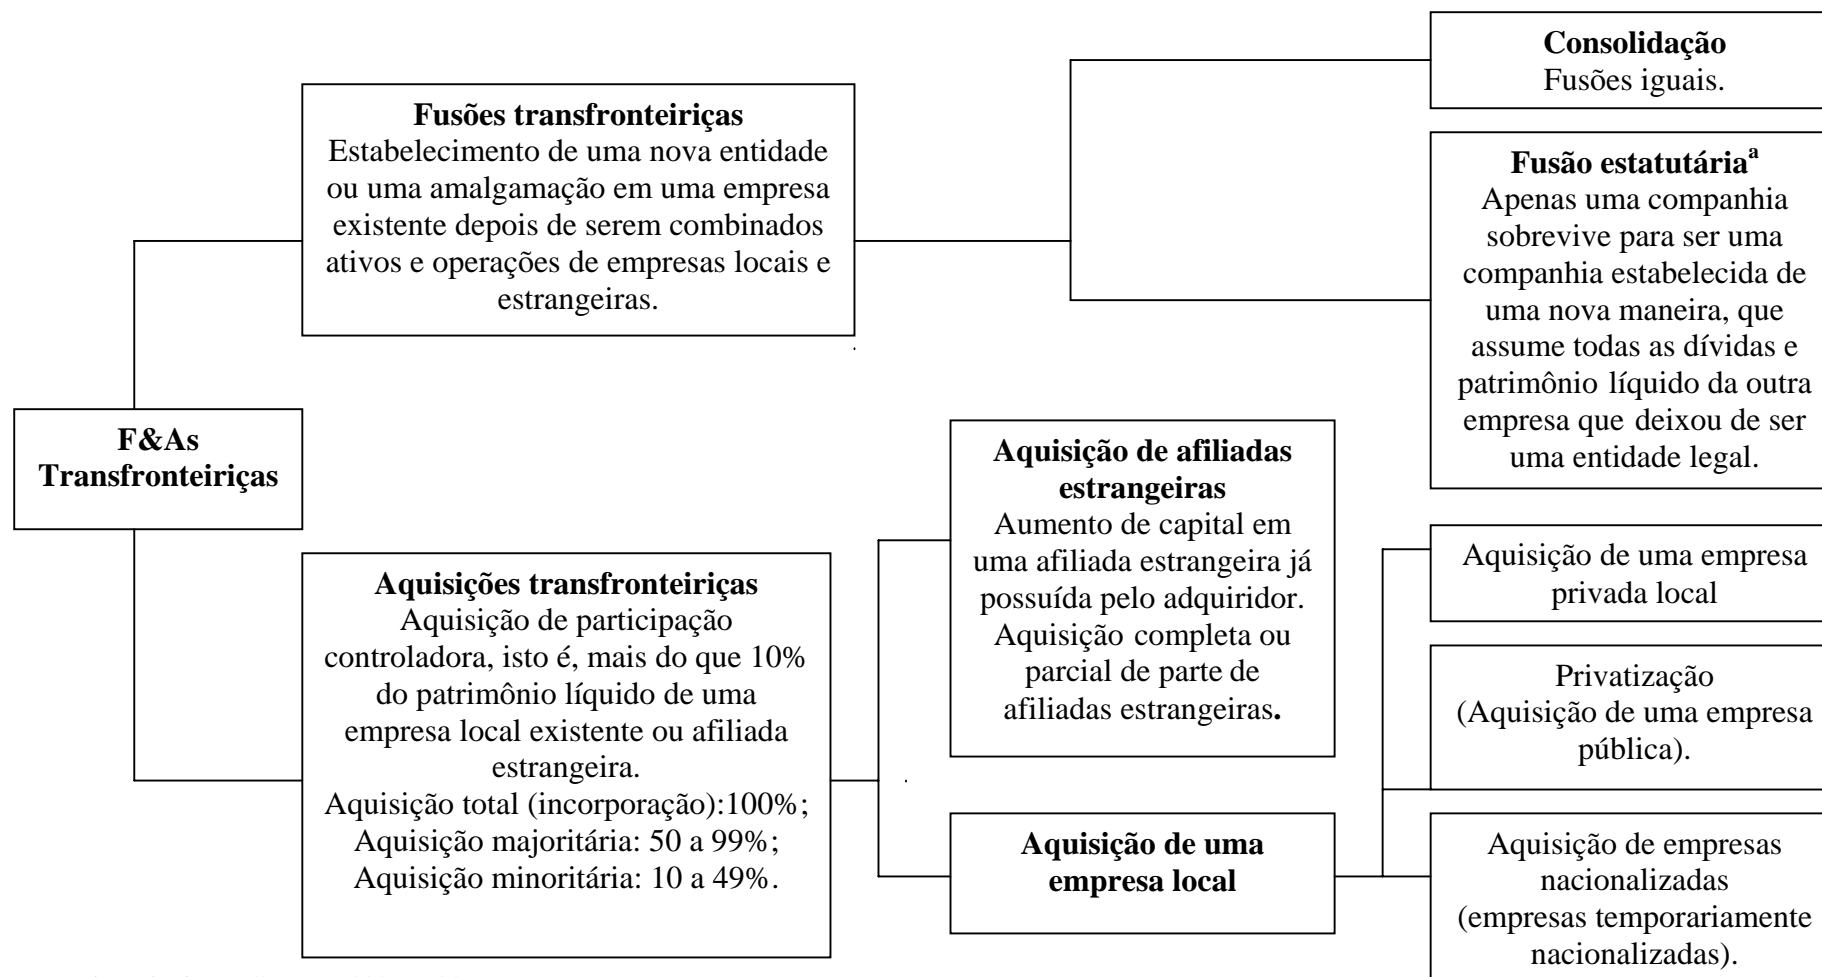 Consolidação
Fusões iguais.
Fusões transfronteiriças
Estabelecimento de uma nova entidade
ou uma amalgamação em uma empresa
existente depois de serem combinados
ativos e operações de empresas locais e
estrangeiras.
Fusão estatutáriaª
Apenas uma companhia
sobrevive para ser uma
companhia estabelecida de
uma nova maneira, que
assume todas as dívidas e
patrimônio líquido da outra
empresa que deixou de ser
uma entidade legal.
F&As
Transfronteiriças
Aquisição de afiliadas
estrangeiras
Aumento de capital em
uma afiliada estrangeira já
possuída pelo adquiridor.
Aquisição completa ou
parcial de parte de
afiliadas estrangeiras.
Aquisições transfronteiriças
Aquisição de participação
controladora, isto é, mais do que 10%
do patrimônio líquido de uma
empresa local existente ou afiliada
estrangeira.
Aquisição total (incorporação):100%;
Aquisição majoritária: 50 a 99%;
Aquisição minoritária: 10 a 49%.
Aquisição de uma
empresa local
Aquisição de uma empresa
privada local
Privatização
(Aquisição de uma empresa
pública).
Aquisição de empresas
nacionalizadas
(empresas temporariamente
nacionalizadas).